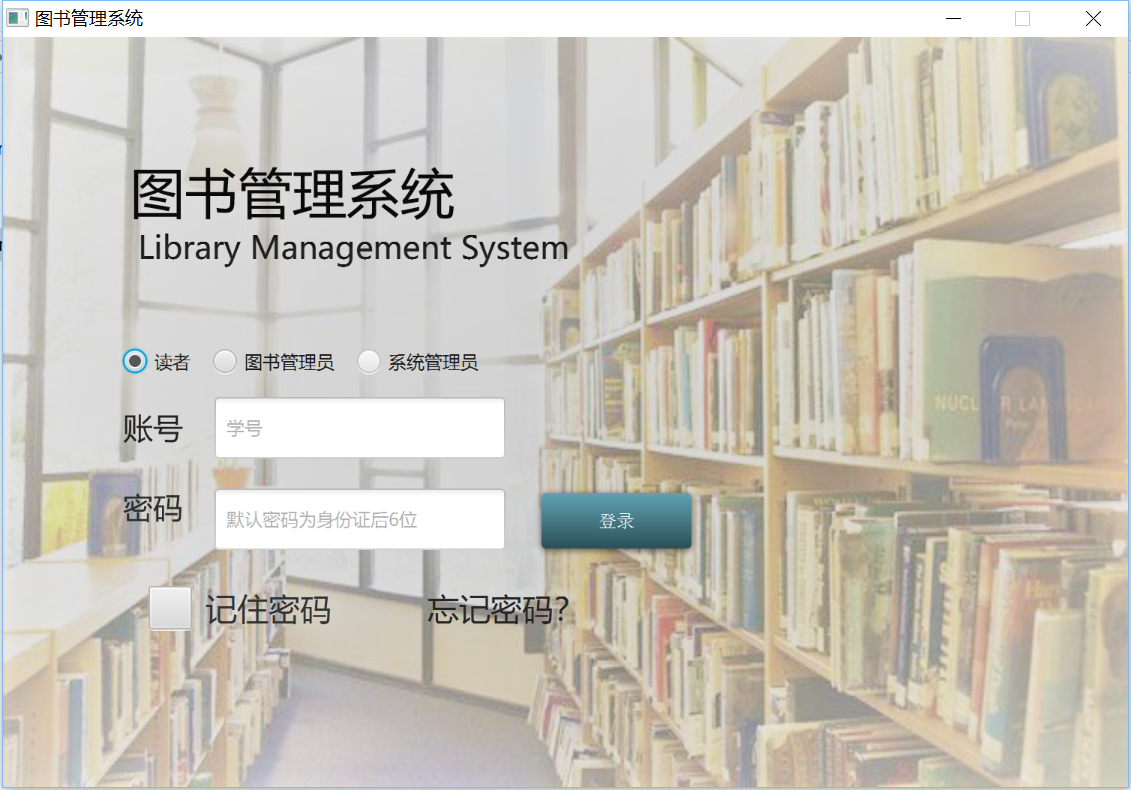 图书管理系统
图书管理系统
Library Management System
读者 图书管理员 系统管理员
账号 学号
密码 默认密码为身份证后6位 登录
记住密码 忘记密码?